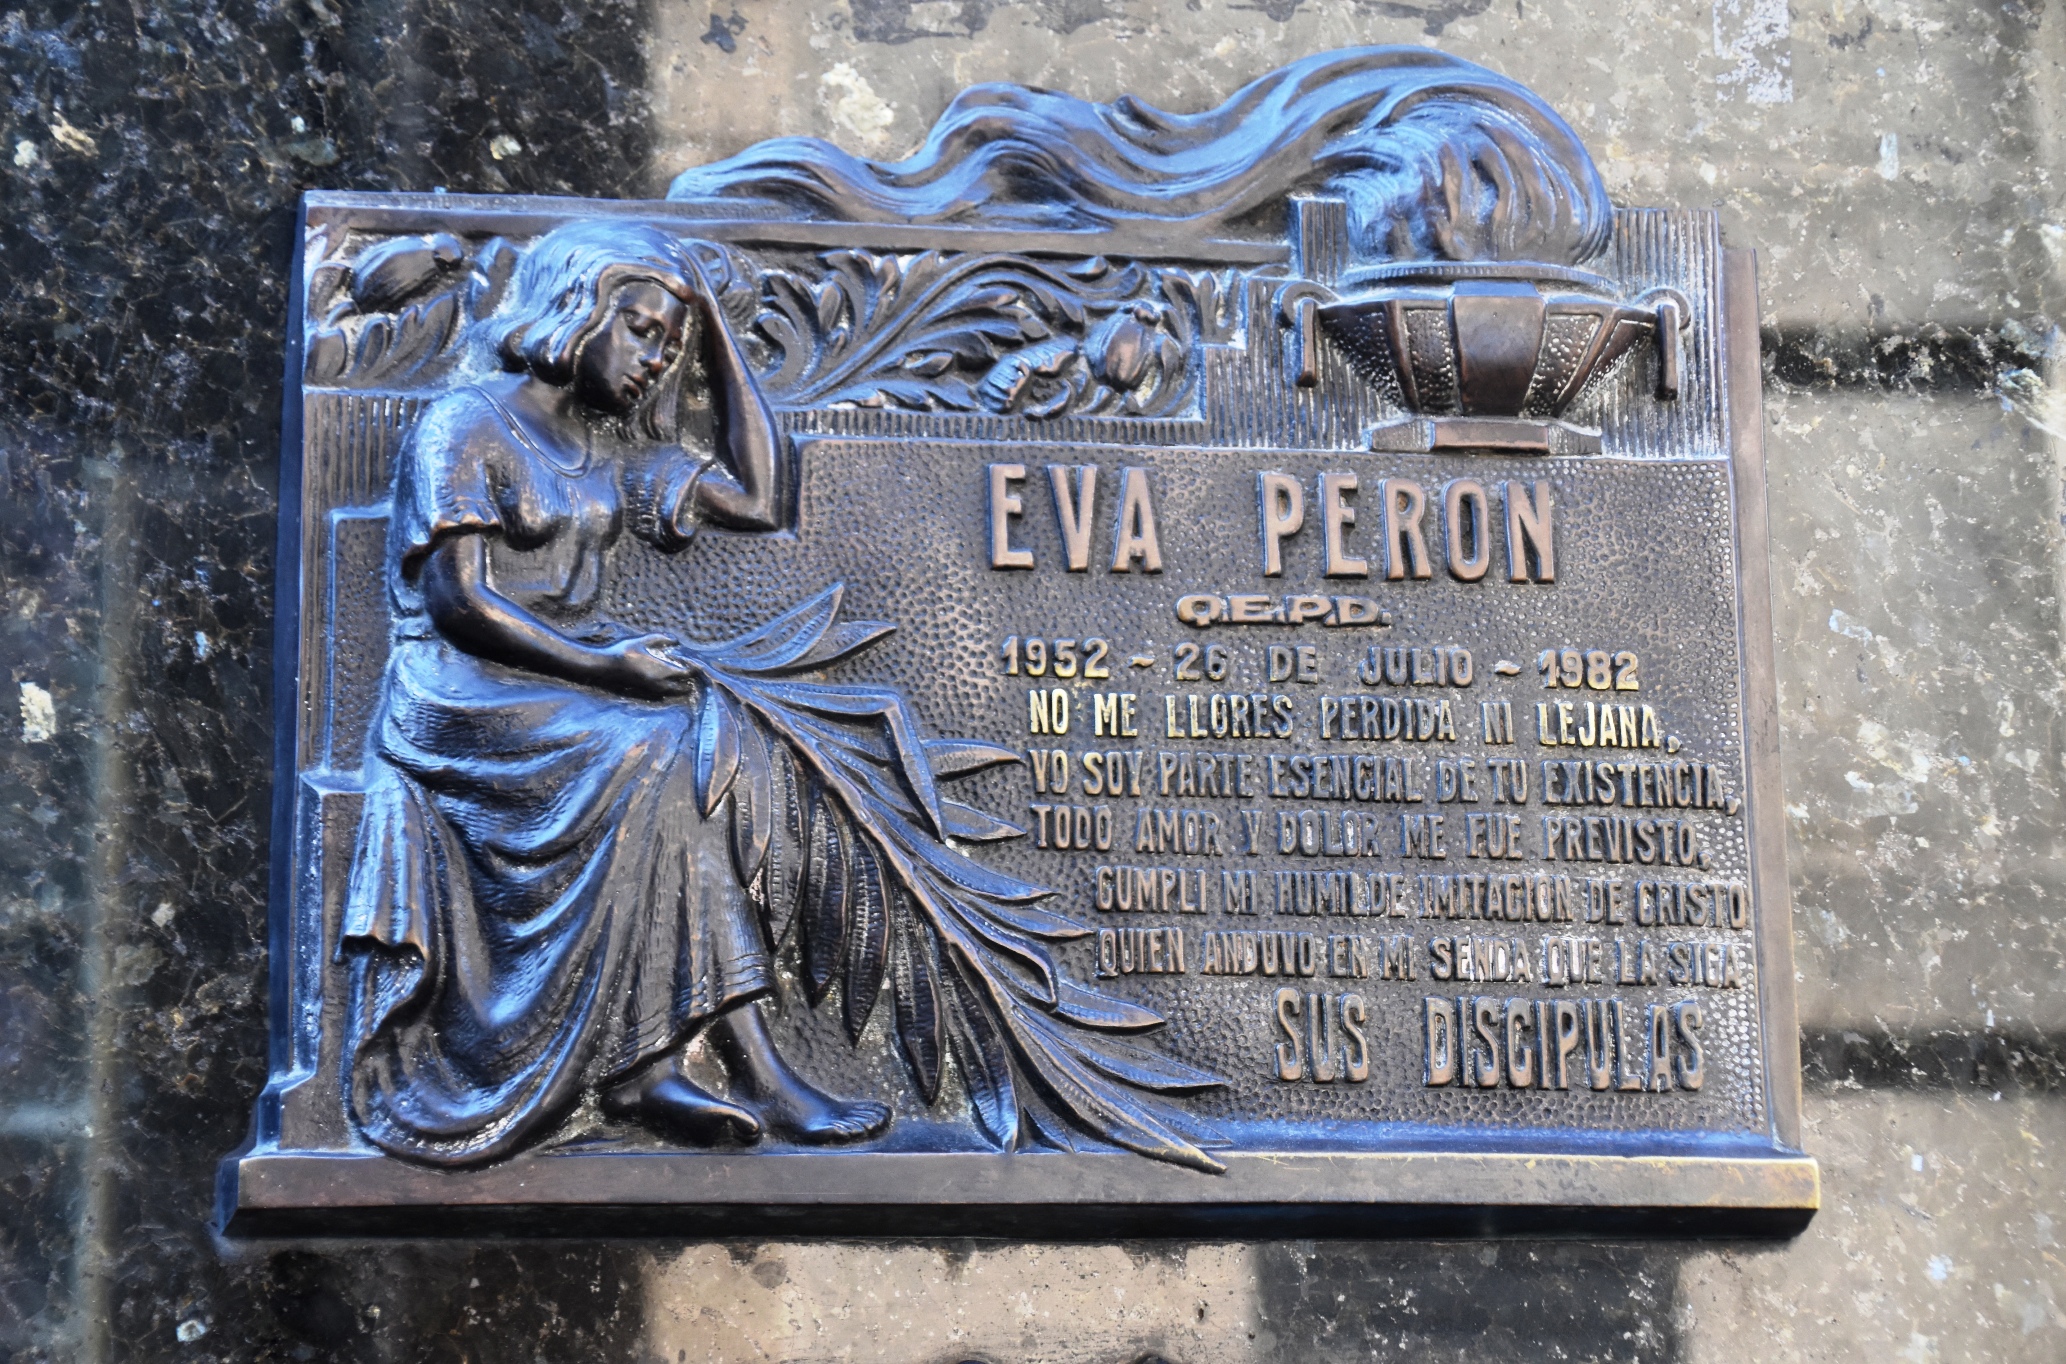 EVA PERON
Q.E.P.D.
1952 ~ 26 DE JULIO ~ 1982
NO ME LLORES PERDIDA NI LEJANA,
YO SOY PARTE ESENCIAL DE TU EXISTENCIA,
TODO AMOR Y DOLOR ME FUE PREVISTO,
CUMPLI MI HUMILDE IMITACION DE CRISTO
QUIEN ANDUVO EN MI SENDA QUE LA SIGA
SUS DISCIPULAS